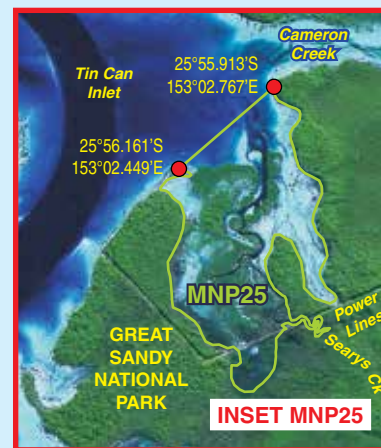 Cameron
Creek
Tin Can
Inlet
25°55.913'S
153°02.767'E
25°56.161'S
153°02.449'E
MNP25
Power
Lines
Searys Ck
GREAT
SANDY
NATIONAL
PARK
INSET MNP25